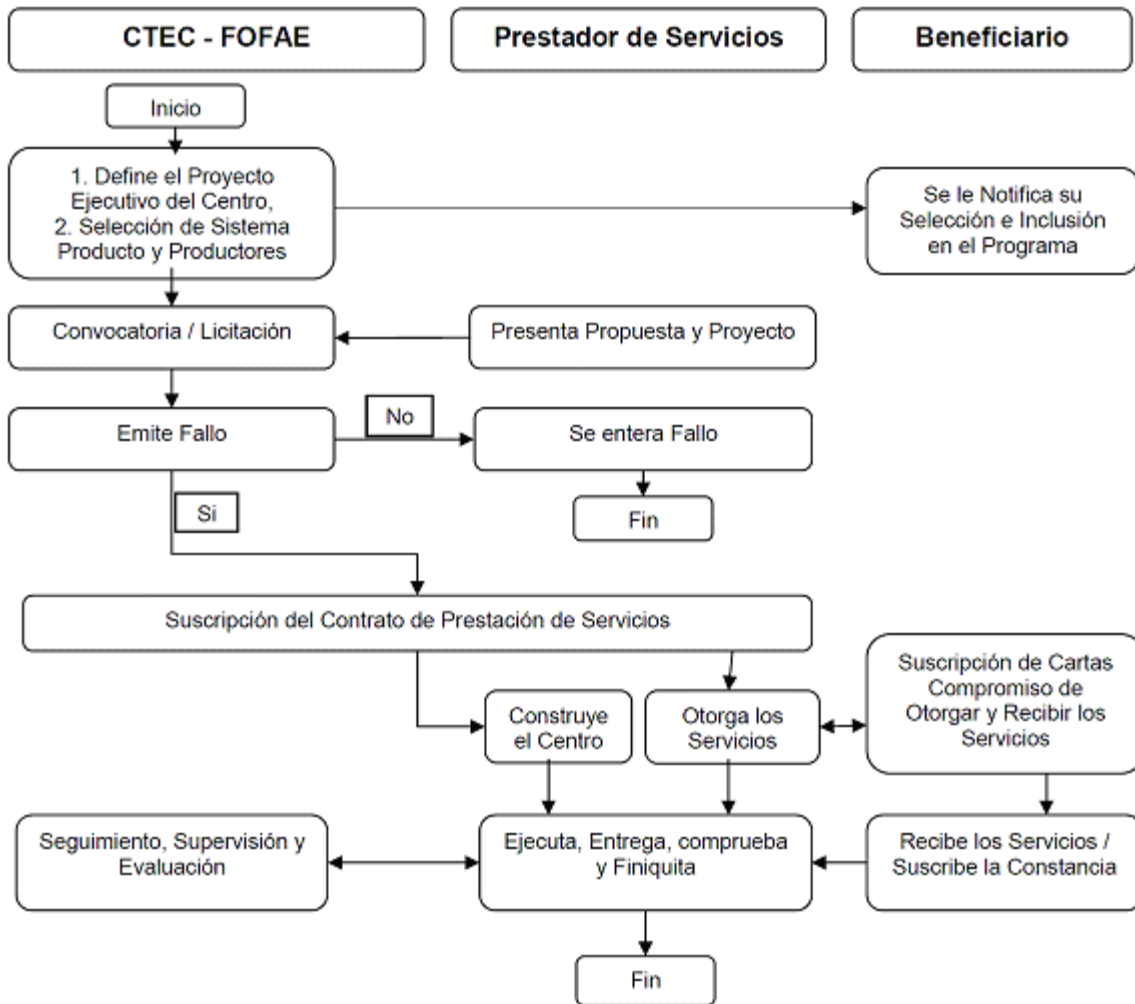 CTEC - FOFAE
Prestador de Servicios
Beneficiario
Inicio
1. Define el Proyecto
Ejecutivo del Centro,
2. Selección de Sistema
Producto y Productores
Se le Notifica su
Selección e Inclusión
en el Programa
Convocatoria / Licitación
Presenta Propuesta y Proyecto
Emite Fallo
No
Se entera Fallo
Si
Fin
Suscripción del Contrato de Prestación de Servicios
Suscripción de Cartas
Compromiso de
Otorgar y Recibir los
Servicios
Construye
el Centro
Otorga los
Servicios
Seguimiento, Supervisión y
Evaluación
Ejecuta, Entrega, comprueba
y Finiquita
Recibe los Servicios /
Suscribe la Constancia
Fin